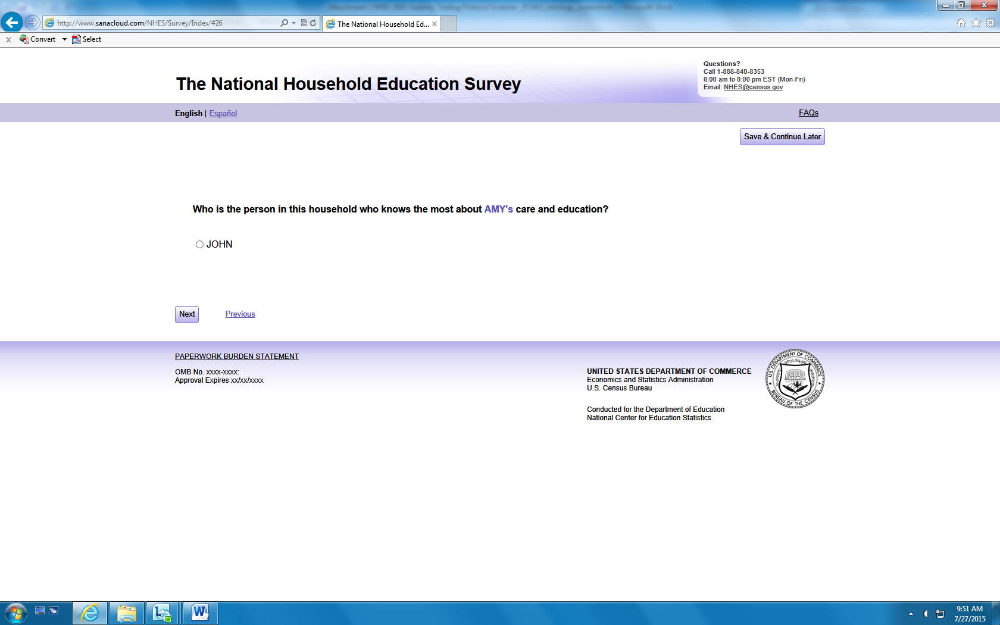 http://www.sanacloud.com/NHES/Survey/Index/#26
The National Household Ed...
Convert
Select
The National Household Education Survey
Questions?
Call 1-888-840-8353
8:00 am to 8:00 pm EST (Mon-Fri)
Email: NHES@census.gov
English | Español
FAQs
Save & Continue Later
Who is the person in this household who knows the most about AMY's care and education?
JOHN
Next
Previous
PAPERWORK BURDEN STATEMENT
OMB No. xxxx-xxxx:
Approval Expires xx/xx/xxxx
UNITED STATES DEPARTMENT OF COMMERCE
Economics and Statistics Administration
U.S. Census Bureau
Conducted for the Department of Education
National Center for Education Statistics
U.S. DEPARTMENT OF COMMERCE
BUREAU OF THE CENSUS
9:51 AM
7/27/2015